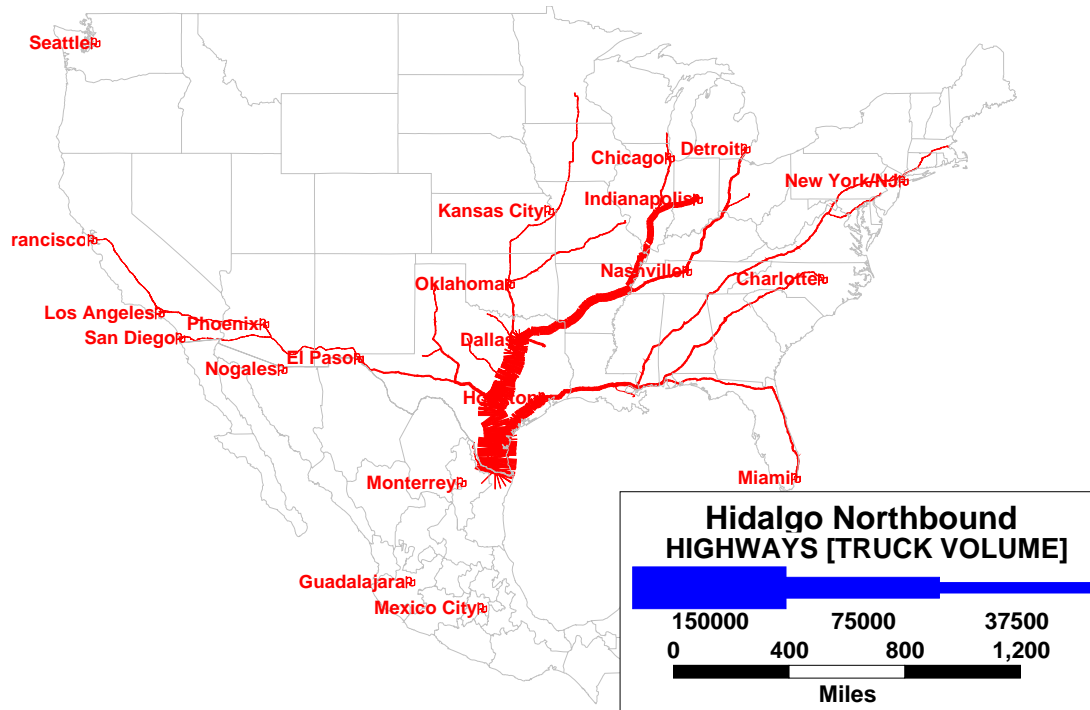 Seattle
Chicago
Detroit
New York/NJ
Indianapolis
Kansas City
rancisco
Nashville
Charlotte
Oklahoma
Los Angeles
Phoenix
San Diego
Dallas
El Paso
Nogales
Houston
Monterrey
Miami
Guadalajara
Mexico City
Hidalgo Northbound
HIGHWAYS [TRUCK VOLUME]
150000 75000 37500
0 400 800 1,200
Miles